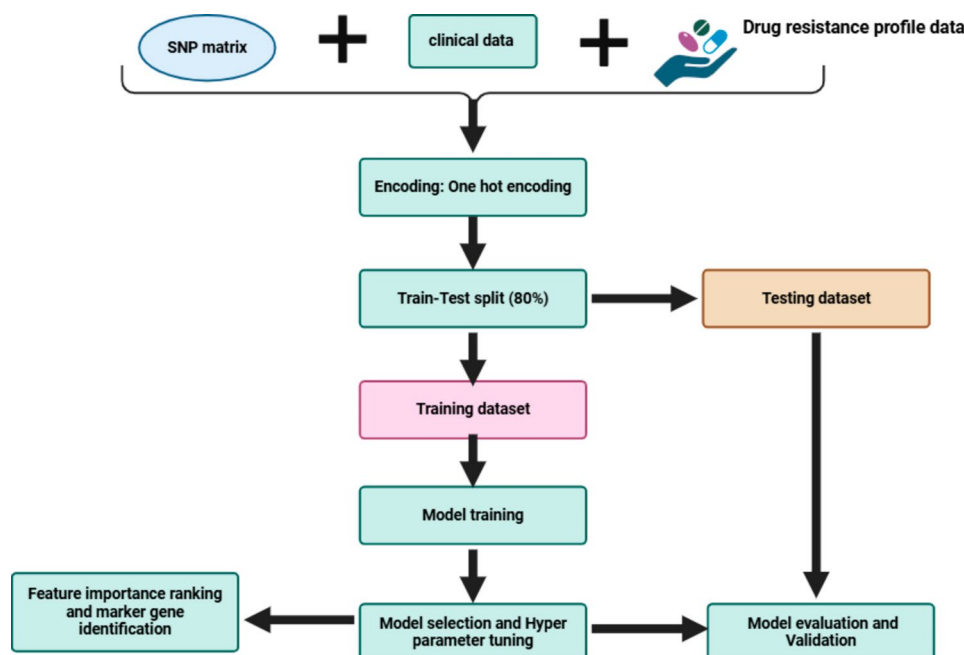 SNP matrix
clinical data
Drug resistance profile data
Encoding: One hot encoding
Train-Test split (80%)
Testing dataset
Training dataset
Model training
Feature importance ranking
and marker gene
identification
Model selection and Hyper
parameter tuning
Model evaluation and
Validation